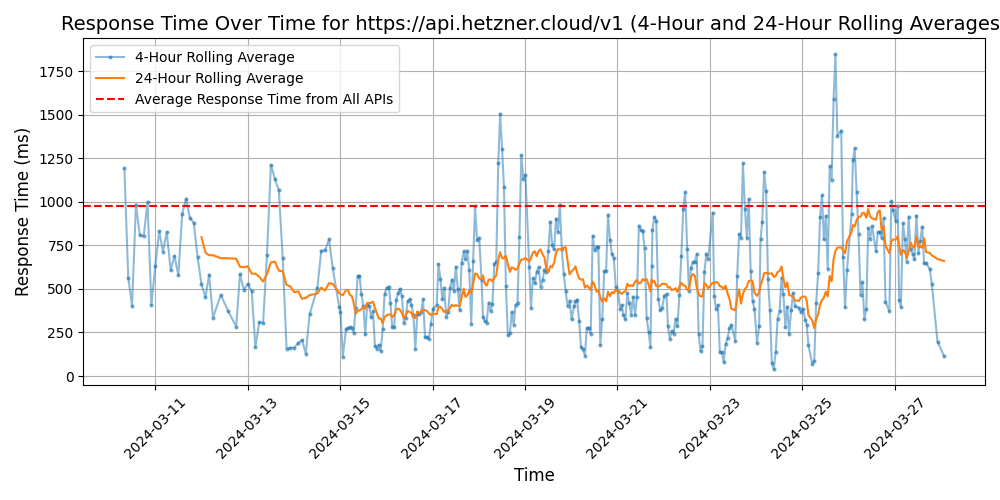 Response Time Over Time for https://api.hetzner.cloud/v1 (4-Hour and 24-Hour Rolling Averages
4-Hour Rolling Average
24-Hour Rolling Average
Average Response Time from All APIs
Response Time (ms)
1750
1500
1250
1000
750
500
250
0
2024-03-11
2024-03-13
2024-03-15
2024-03-17
2024-03-19
2024-03-21
2024-03-23
2024-03-25
2024-03-27
Time